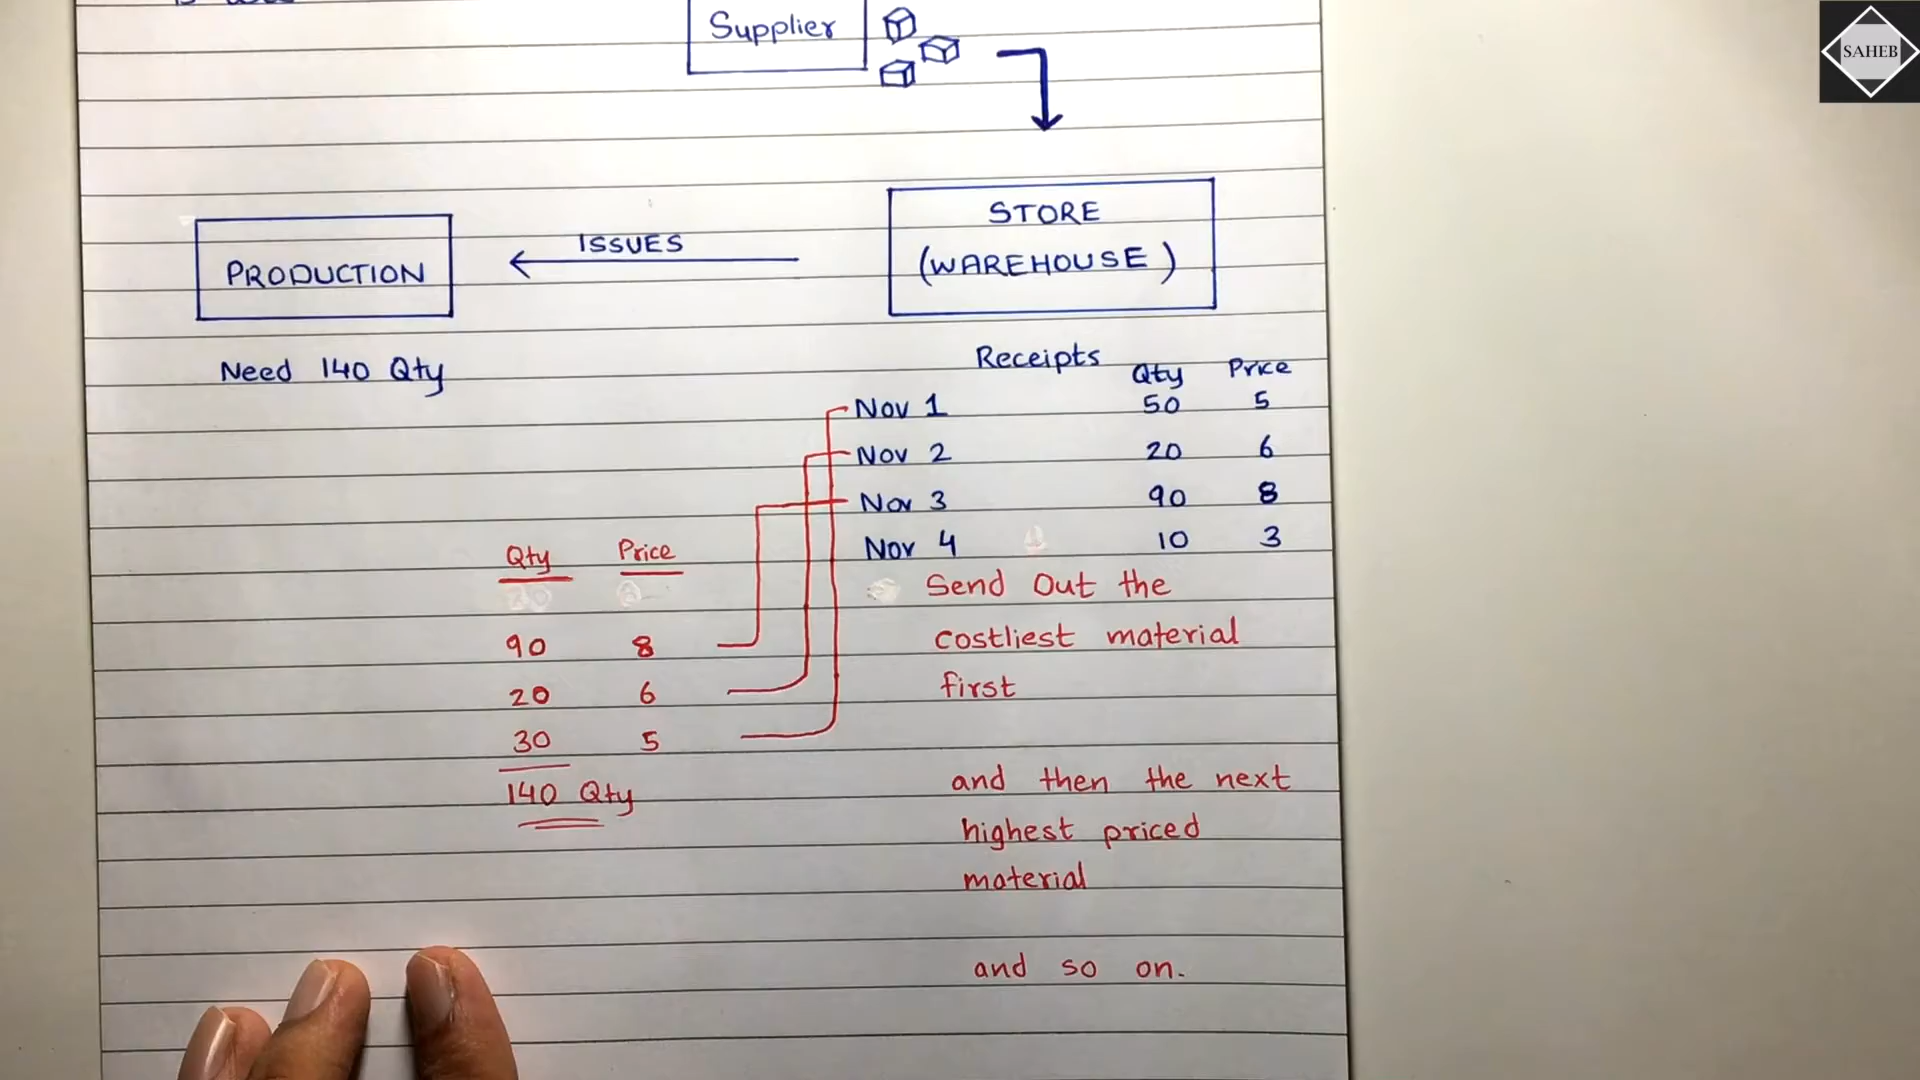 Supplier
SAHEB
STORE
(WAREHOUSE)
ISSUES
PRODUCTION
Need 140 Qty
Receipts Qty Price
Nov 1 50 5
Nov 2 20 6
Nov 3 90 8
Nov 4 10 3
Qty Price
90 8
20 6
30 5
140 Qty
Send Out the
costliest material
first
and then the next
highest priced
material
and so on.